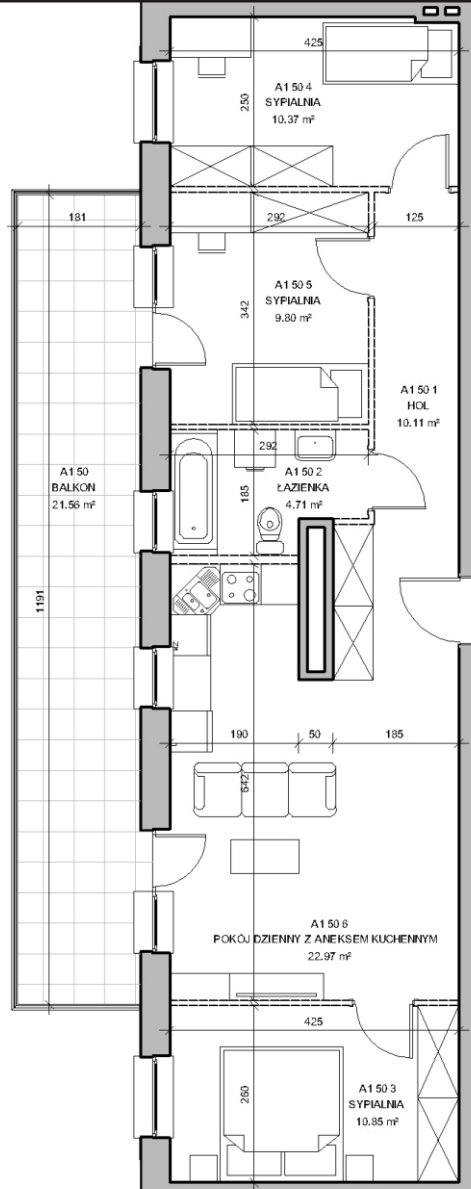 425
250
A1 50 4
SYPIALNIA
10.37 m²
181
292
125
A1 50 5
SYPIALNIA
9.80 m²
342
A1 50 1
HOL
10.11 m²
292
A1 50
BALKON
21.56 m²
A1 50 2
ŁAZIENKA
4.71 m²
185
1191
190
50
185
642
A1 50 6
POKÓJ DZIENNY Z ANEKSEM KUCHENNYM
22.97 m²
425
260
A1 50 3
SYPIALNIA
10.85 m²